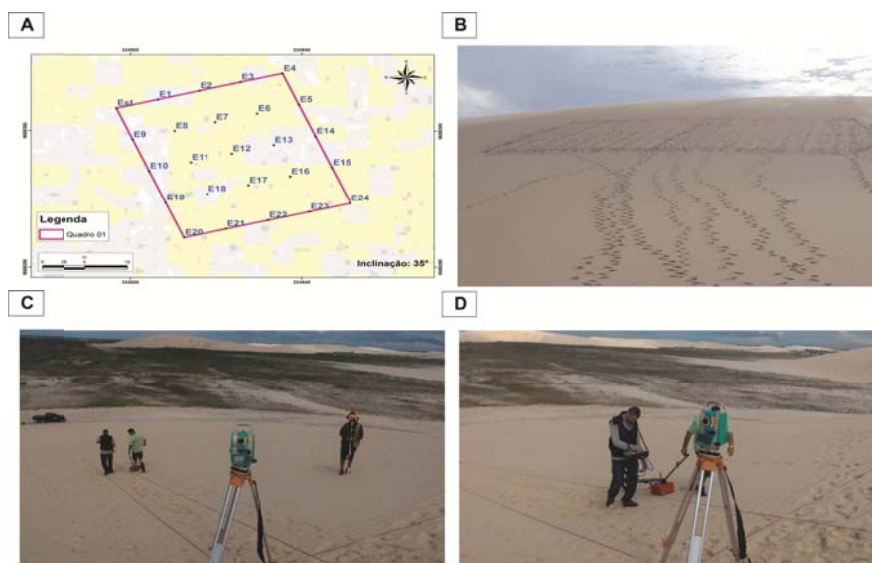 A
B
E4
E3
E2
E1
Est
E5
E6
E7
E8
E9
E13
E14
E12
E11
E10
E15
E16
E17
E18
E19
E24
E23
E22
E21
E20
Legenda
Quadro 01
m
Inclinação: 35°
C
D